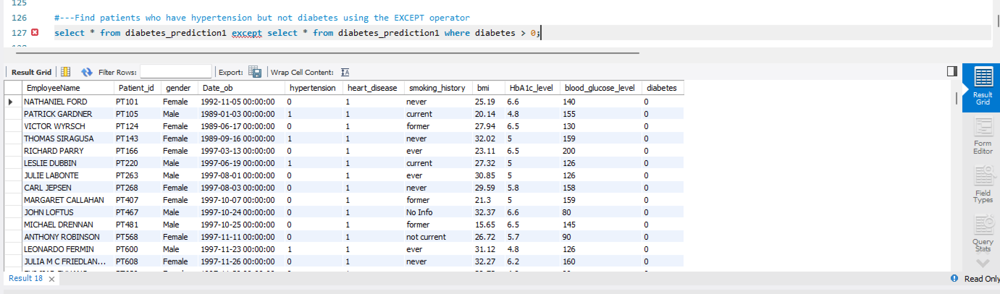 125
126 #---Find patients who have hypertension but not diabetes using the EXCEPT operator
127 select * from diabetes_prediction1 except select * from diabetes_prediction1 where diabetes > 0;
Result Grid Filter Rows: Export: Wrap Cell Content:
EmployeeName Patient_id gender Date_ob hypertension heart_disease smoking_history bmi HbA1c_level blood_glucose_level diabetes
NATHANIEL FORD PT101 Female 1992-11-05 00:00:00 0 1 never 25.19 6.6 140 0
PATRICK GARDNER PT105 Male 1989-01-03 00:00:00 1 1 current 20.14 4.8 155 0
VICTOR WYRSCH PT124 Female 1989-06-17 00:00:00 0 1 former 27.94 6.5 130 0
THOMAS SIRAGUSA PT143 Female 1989-09-16 00:00:00 1 1 never 32.02 5 159 0
RICHARD PARRY PT166 Female 1997-03-13 00:00:00 0 1 ever 23.11 6.5 200 0
LESLIE DUBBIN PT220 Male 1997-06-19 00:00:00 1 1 current 27.32 5 126 0
JULIE LABONTE PT263 Male 1997-08-01 00:00:00 0 1 ever 30.85 5 126 0
CARL JEPSEN PT268 Female 1997-08-03 00:00:00 0 1 never 29.59 5.8 158 0
MARGARET CALLAHAN PT407 Female 1997-10-07 00:00:00 0 1 former 21.3 5 159 0
JOHN LOFTUS PT467 Male 1997-10-24 00:00:00 0 1 No Info 32.37 6.6 80 0
MICHAEL DRENNAN PT481 Male 1997-10-25 00:00:00 0 1 former 15.65 6.5 145 0
ANTHONY ROBINSON PT568 Female 1997-11-11 00:00:00 0 1 not current 26.72 5.7 90 0
LEONARDO FERMIN PT600 Male 1997-11-23 00:00:00 1 1 ever 31.12 4.8 126 0
JULIA M C FRIEDLAN... PT608 Female 1997-11-26 00:00:00 0 1 never 32.27 6.2 160 0
Result 18
Result
Grid
Form
Editor
Field
Types
Query
Stats
Read Only